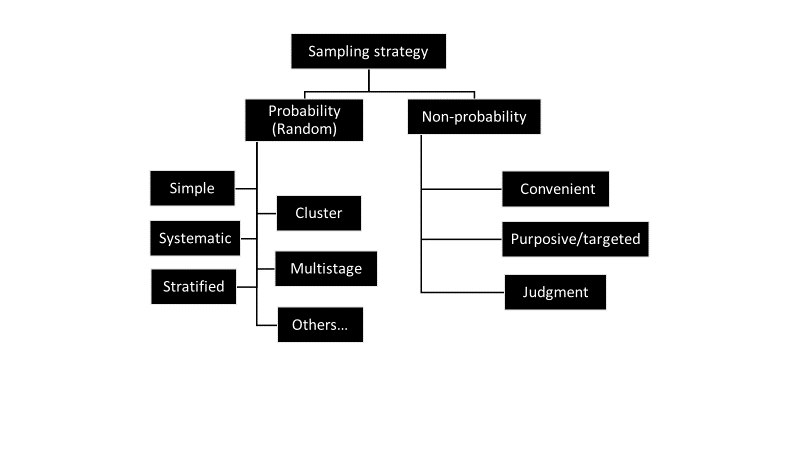 Sampling strategy
Probability
(Random)
Non-probability
Simple
Systematic
Stratified
Cluster
Multistage
Others...
Convenient
Purposive/targeted
Judgment